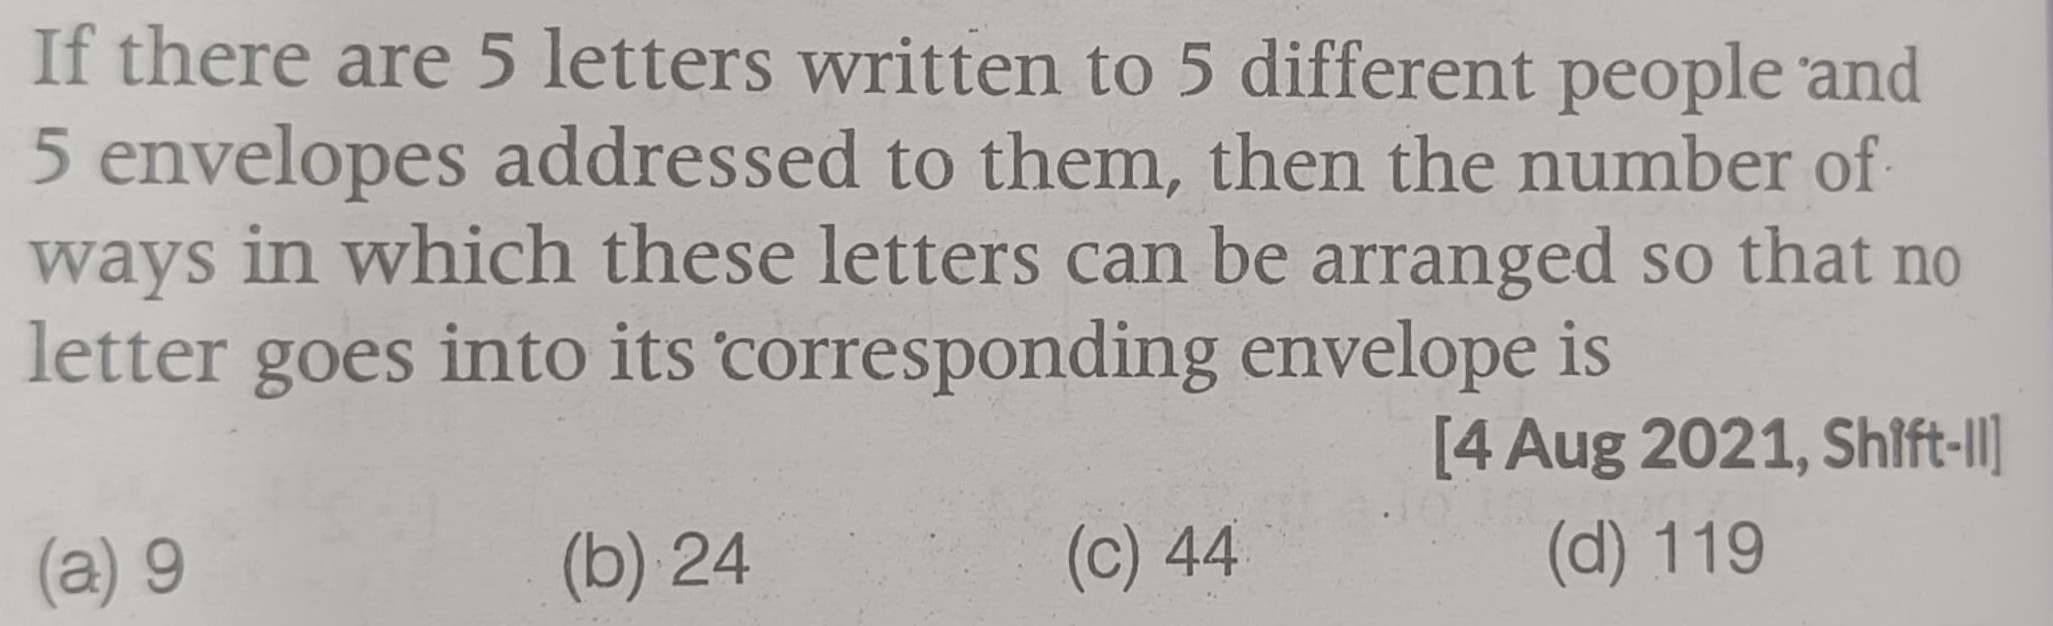 If there are 5 letters written to 5 different people and
5 envelopes addressed to them, then the number of
ways in which these letters can be arranged so that no
letter goes into its corresponding envelope is
[4 Aug 2021, Shift-II]
(a) 9 (b) 24 (c) 44 (d) 119